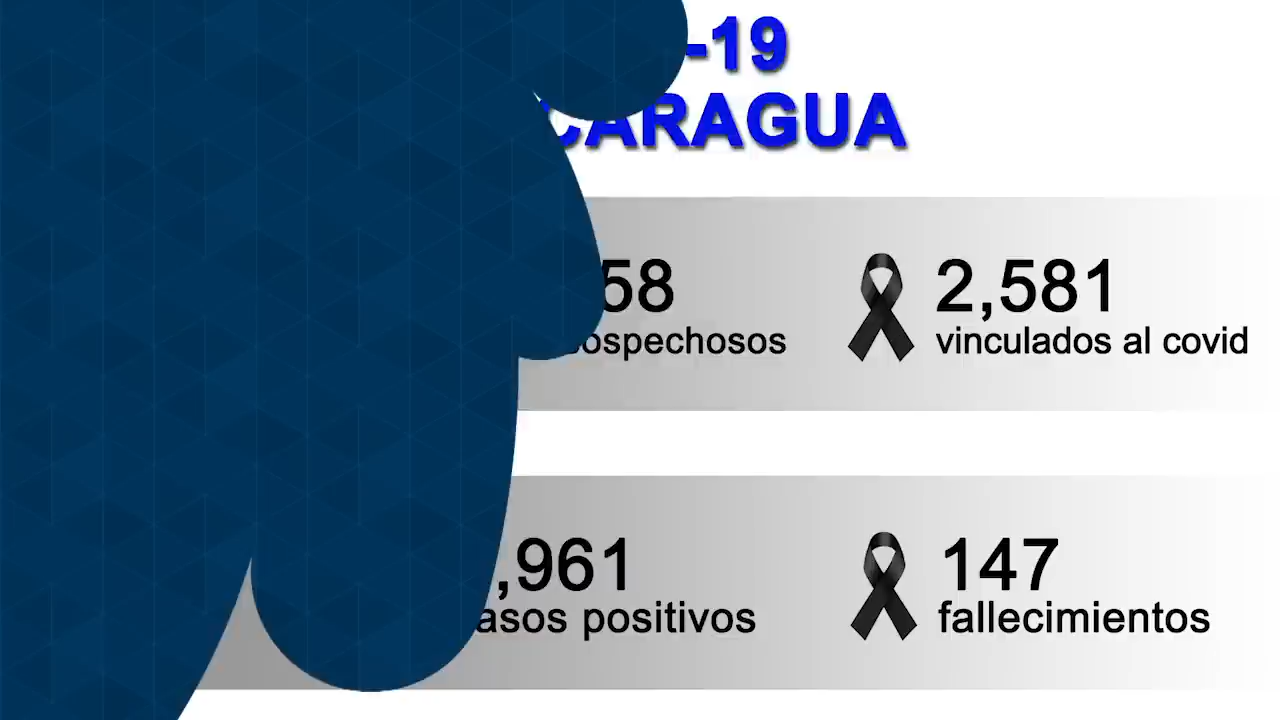 -19
CARAGUA
58 2,581
sospechosos vinculados al covid
,961 147
asos positivos fallecimientos